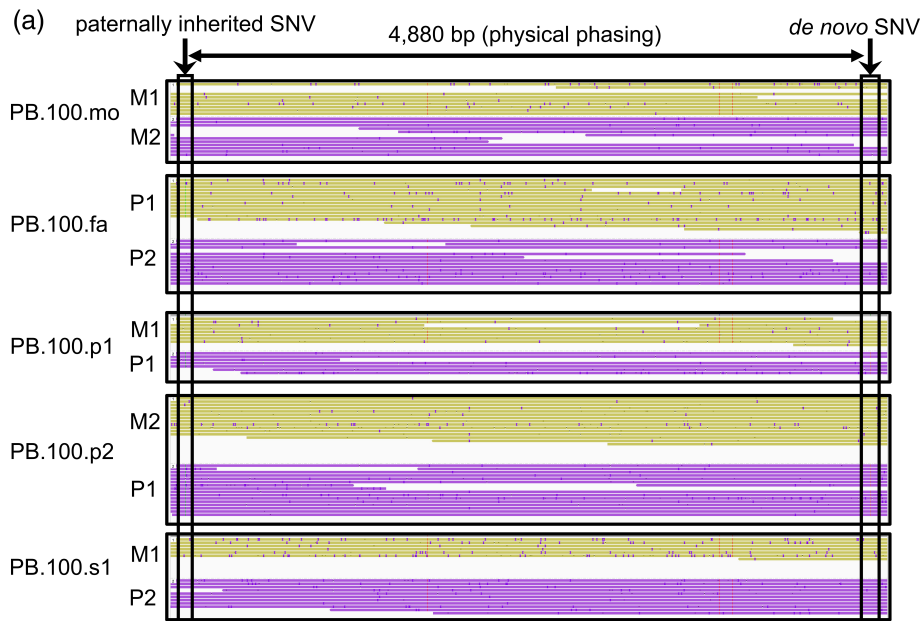 (a)
paternally inherited SNV
4,880 bp (physical phasing)
de novo SNV
PB.100.mo
M1
M2
PB.100.fa
P1
P2
PB.100.p1
M1
P1
PB.100.p2
M2
P1
PB.100.s1
M1
P2